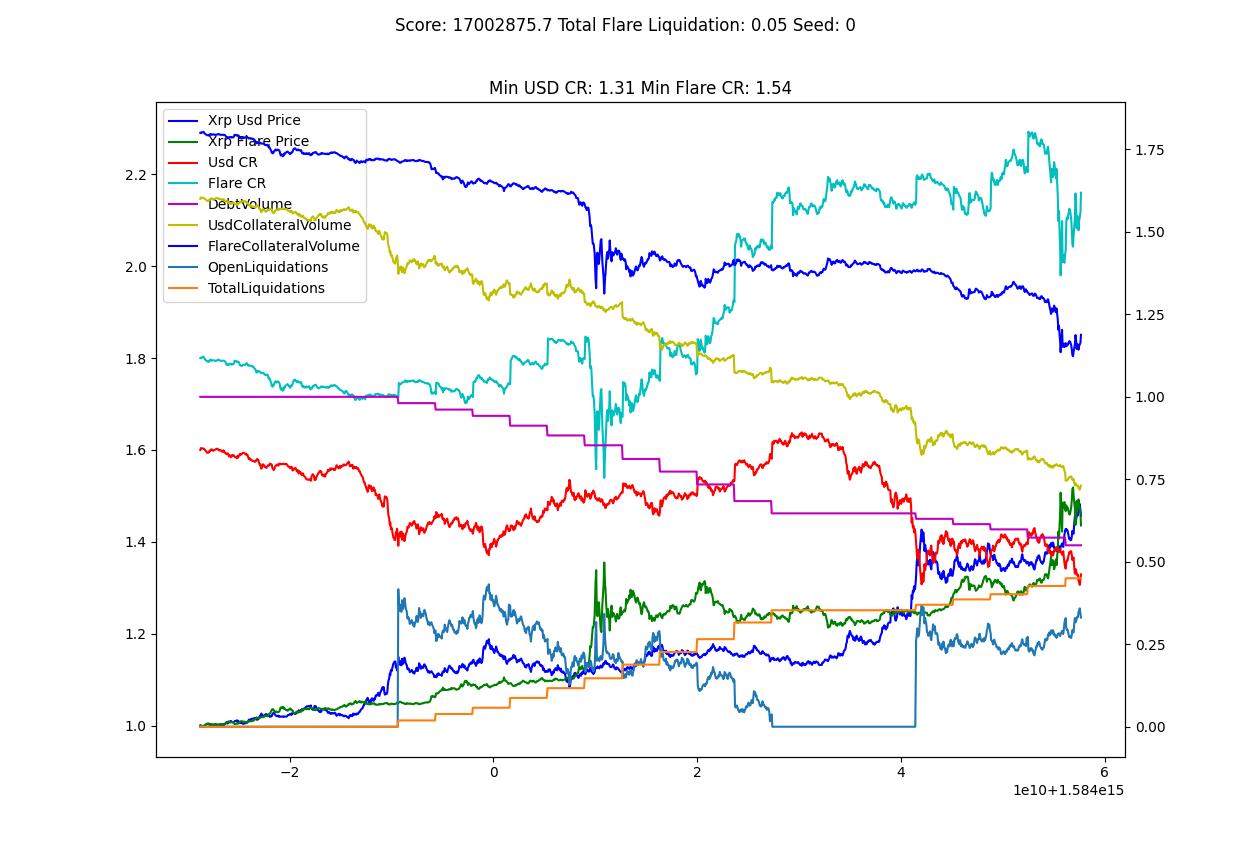 Score: 17002875.7 Total Flare Liquidation: 0.05 Seed: 0
Min USD CR: 1.31 Min Flare CR: 1.54
Xrp Usd Price
Xrp Flare Price
Usd CR
Flare CR
DebtVolume
UsdCollateralVolume
FlareCollateralVolume
OpenLiquidations
TotalLiquidations
2.2
2.0
1.8
1.6
1.4
1.2
1.0
1.75
1.50
1.25
1.00
0.75
0.50
0.25
0.00
−2
0
2
4
6
1e10+1.584e15